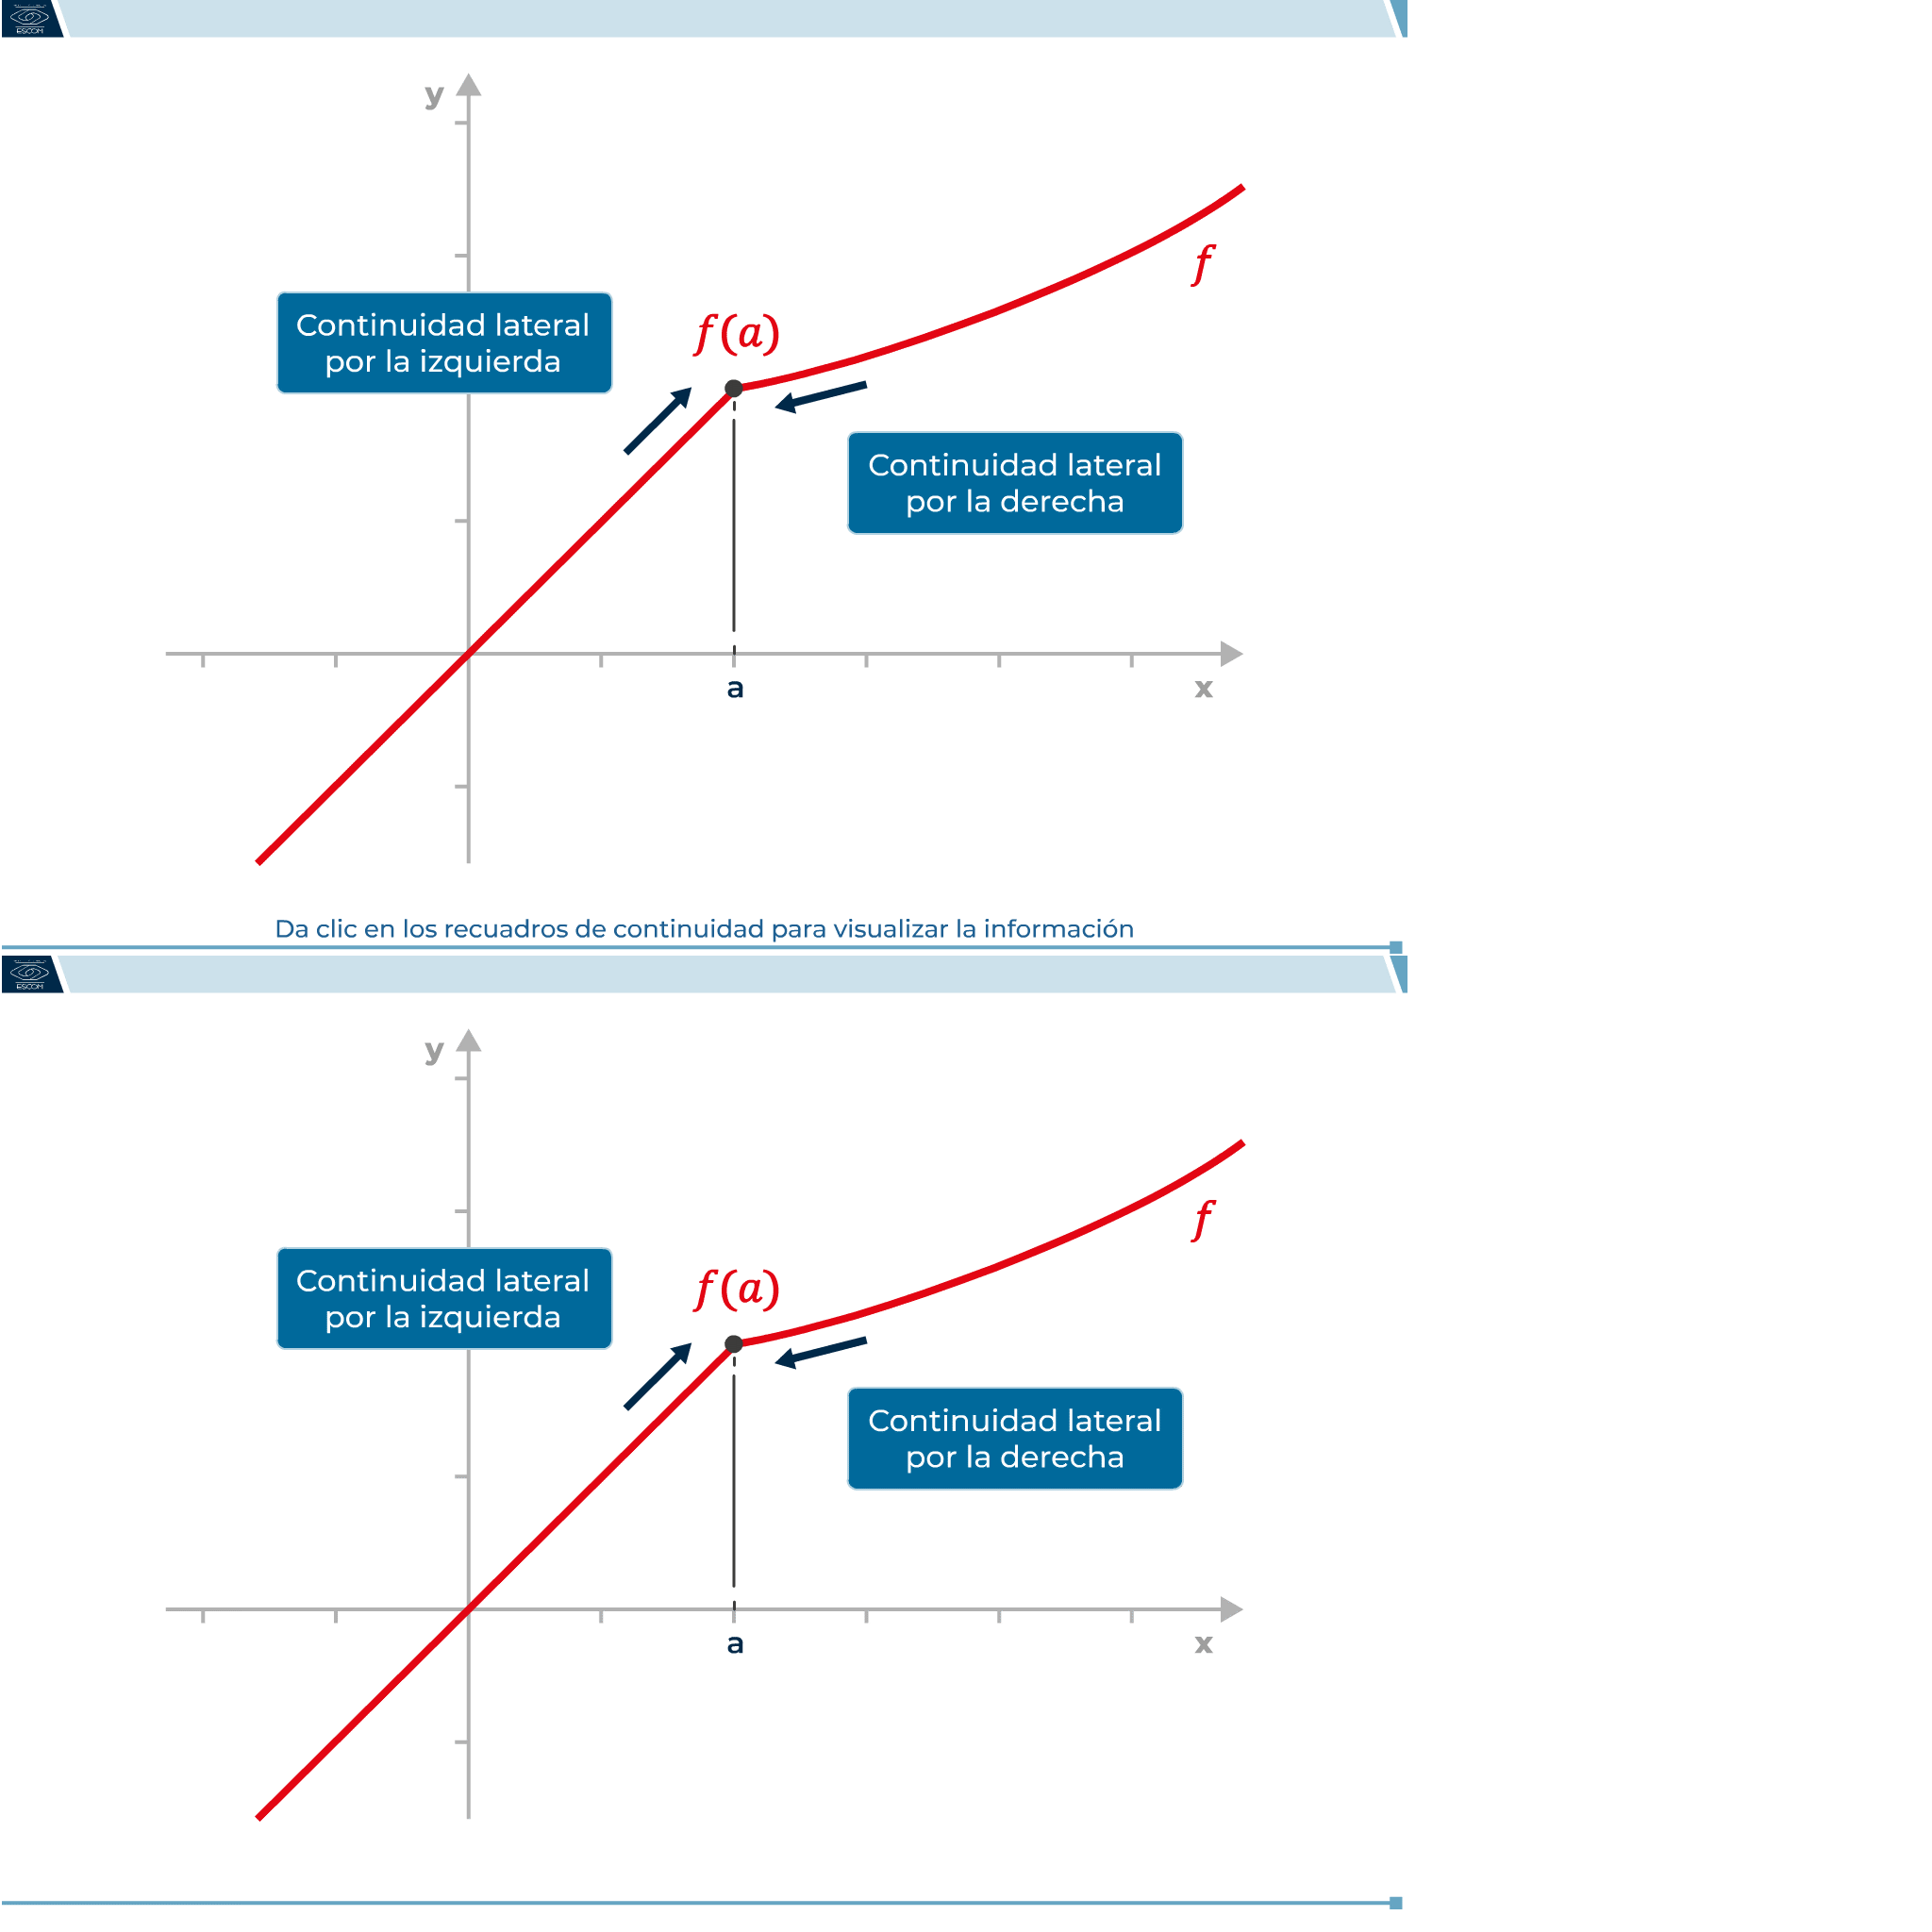 ESCOM
y
f
Continuidad lateral
por la izquierda
f(a)
Continuidad lateral
por la derecha
a
x
Da clic en los recuadros de continuidad para visualizar la información
ESCOM
y
f
Continuidad lateral
por la izquierda
f(a)
Continuidad lateral
por la derecha
a
x